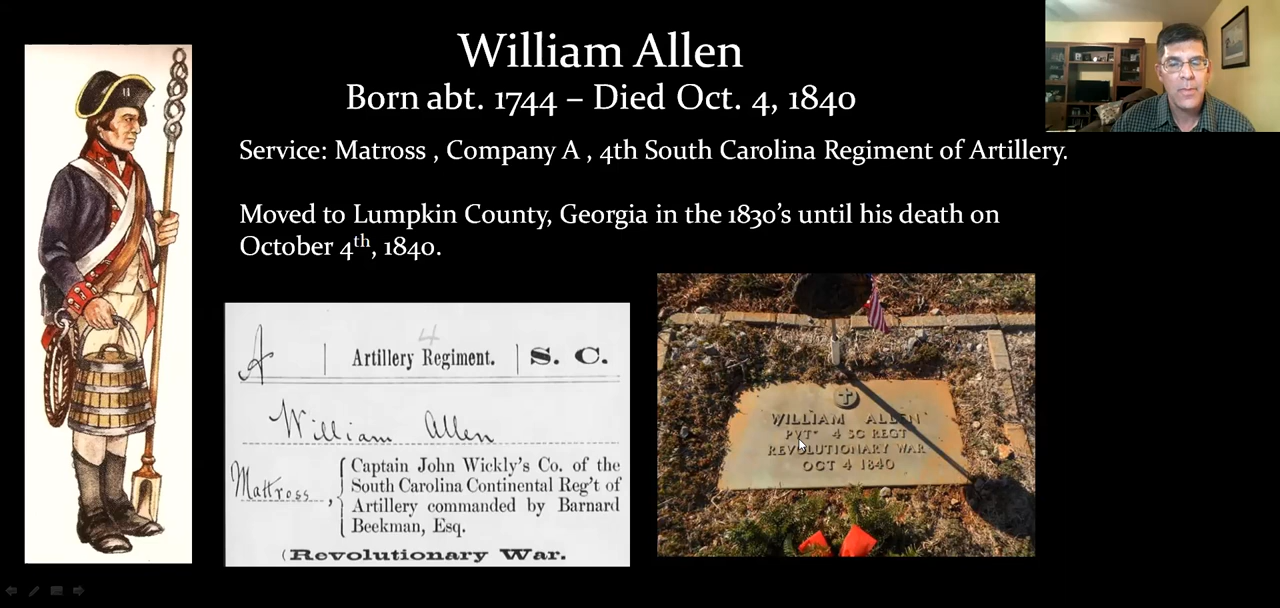 William Allen
Born abt. 1744 – Died Oct. 4, 1840
Service: Matross , Company A , 4th South Carolina Regiment of Artillery.
Moved to Lumpkin County, Georgia in the 1830's until his death on
October 4th, 1840.
4
A | Artillery Regiment. | S. C.
William Allen
Mattross, { Captain John Wickly's Co. of the
South Carolina Continental Reg't of
Artillery commanded by Barnard
Beekman, Esq.
(Revolutionary War.
WILLIAM ALLEN
PVT 4 SC REGT
REVOLUTIONARY WAR
OCT 4 1840